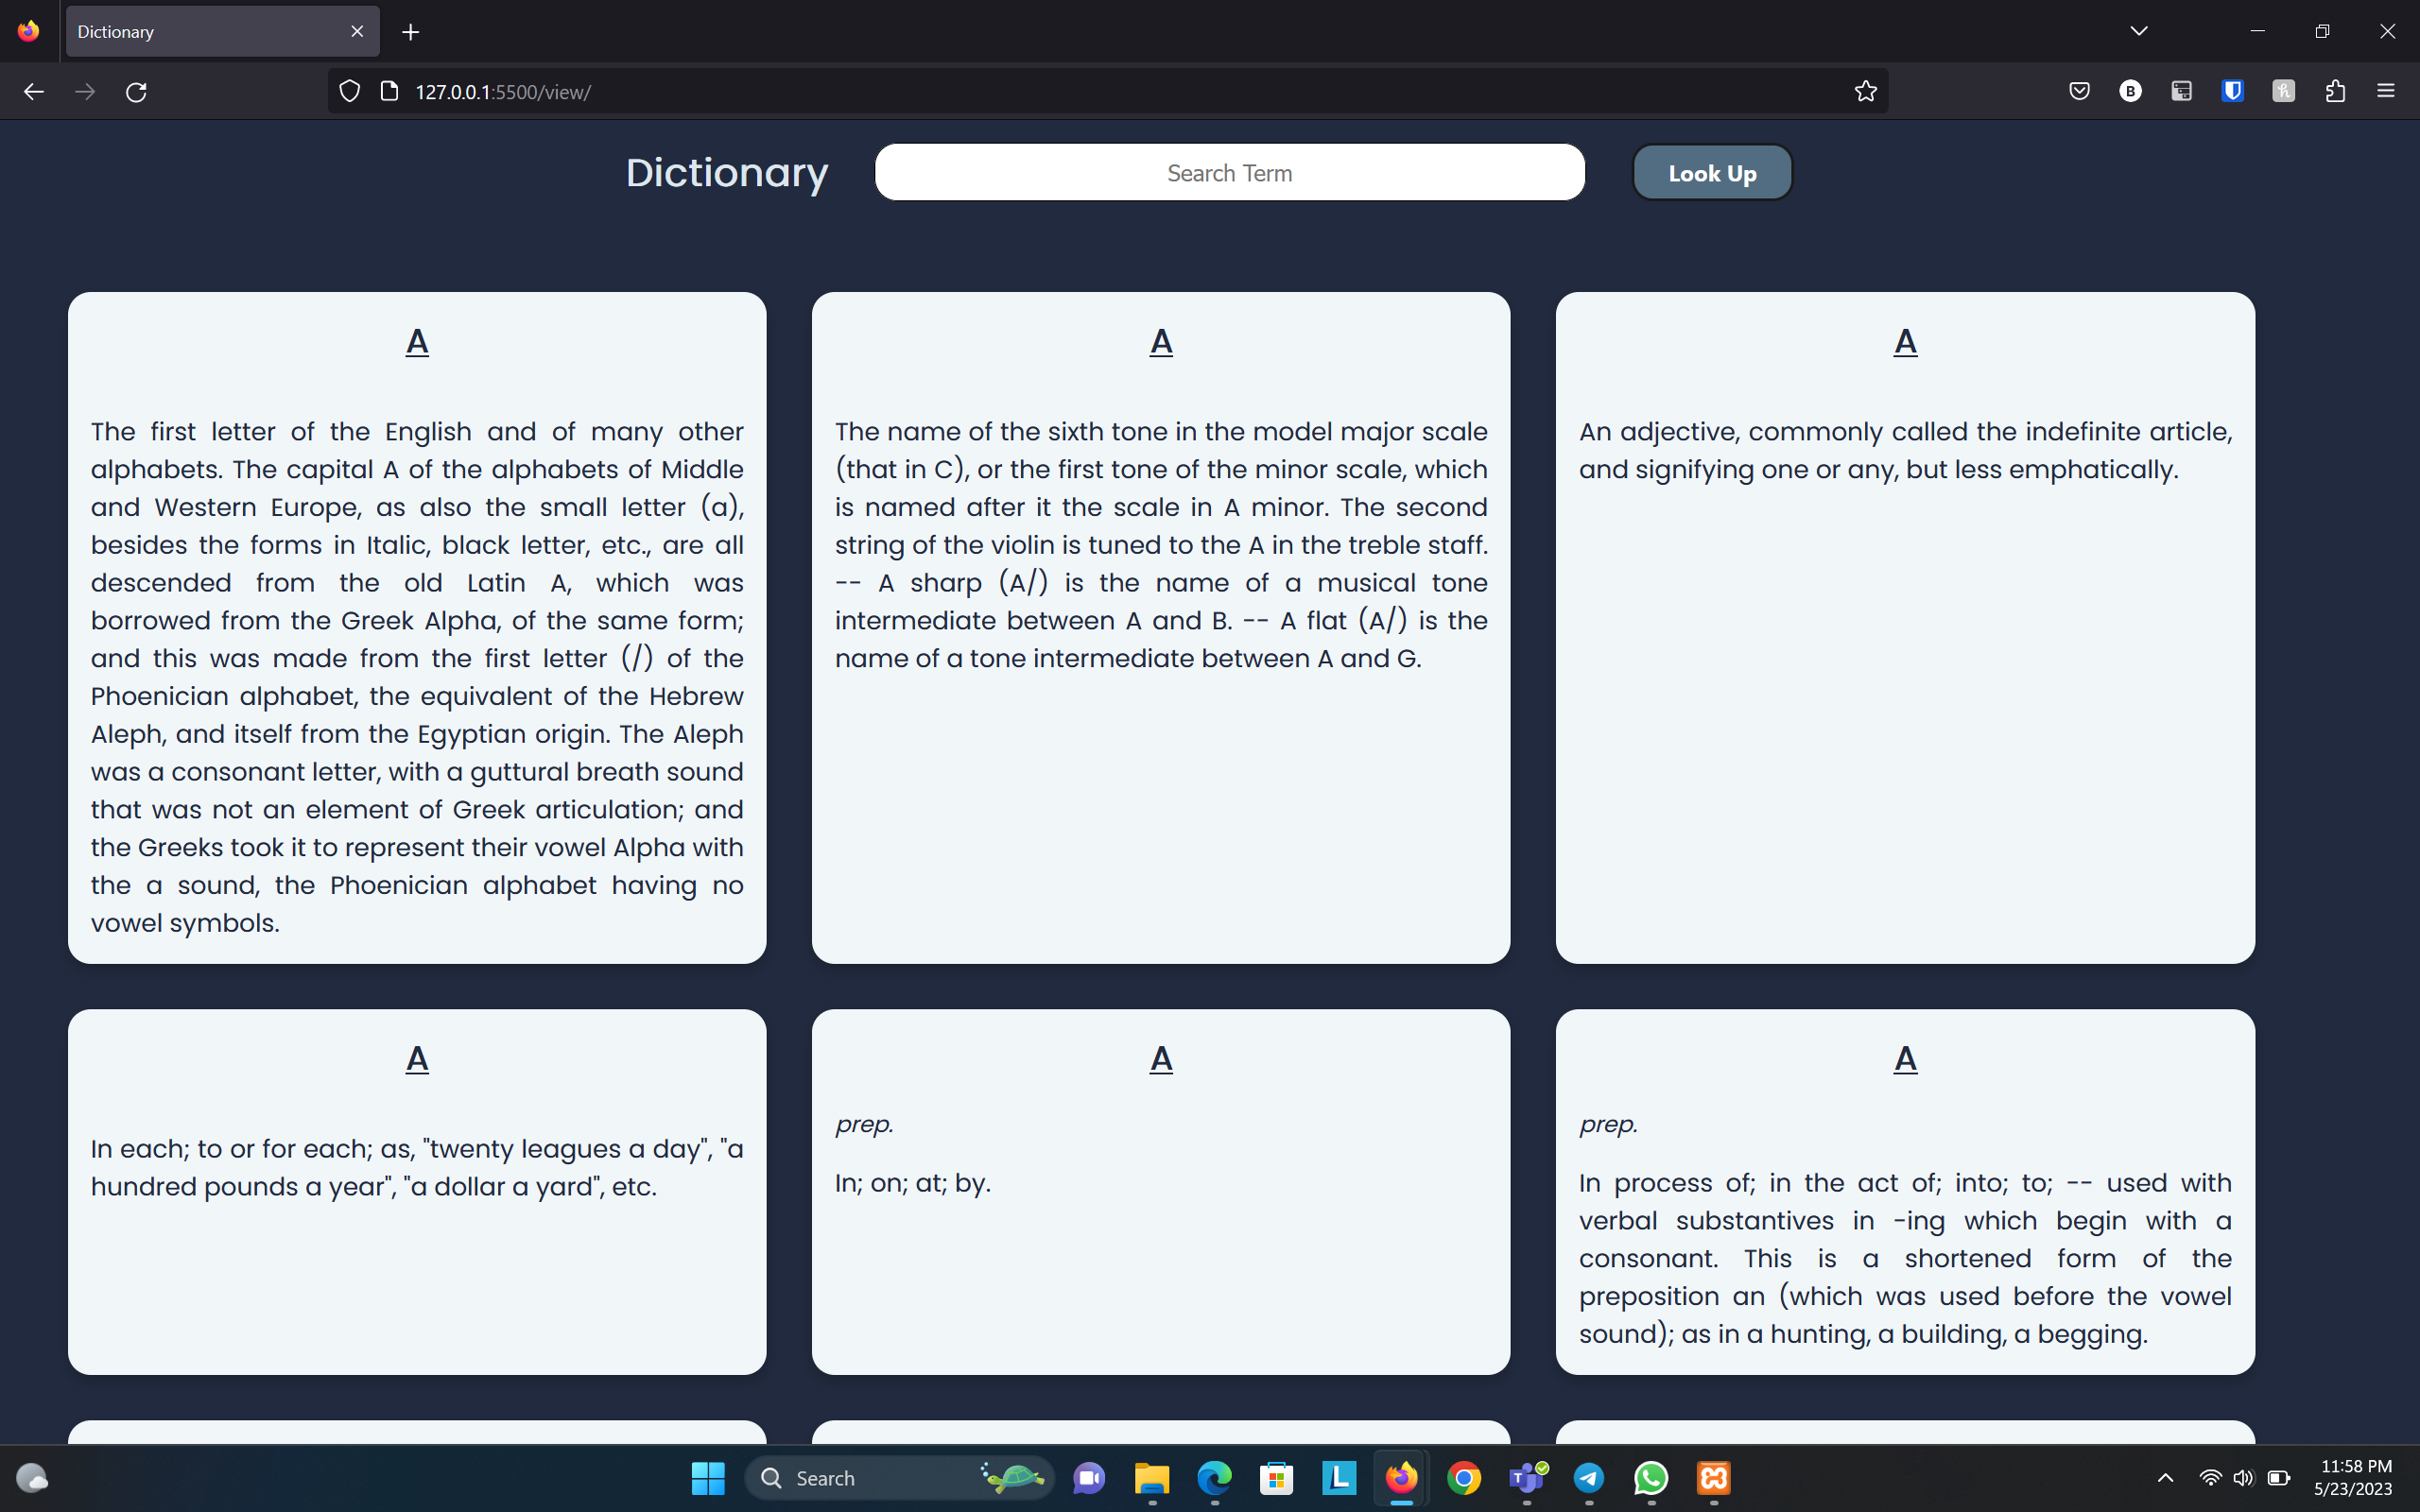 Dictionary
127.0.0.1:5500/view/
B
Dictionary
Search Term
Look Up
A
The first letter of the English and of many other
alphabets. The capital A of the alphabets of Middle
and Western Europe, as also the small letter (a),
besides the forms in Italic, black letter, etc., are all
descended from the old Latin A, which was
borrowed from the Greek Alpha, of the same form;
and this was made from the first letter (/) of the
Phoenician alphabet, the equivalent of the Hebrew
Aleph, and itself from the Egyptian origin. The Aleph
was a consonant letter, with a guttural breath sound
that was not an element of Greek articulation; and
the Greeks took it to represent their vowel Alpha with
the a sound, the Phoenician alphabet having no
vowel symbols.
A
The name of the sixth tone in the model major scale
(that in C), or the first tone of the minor scale, which
is named after it the scale in A minor. The second
string of the violin is tuned to the A in the treble staff.
-- A sharp (A/) is the name of a musical tone
intermediate between A and B. -- A flat (A/) is the
name of a tone intermediate between A and G.
A
An adjective, commonly called the indefinite article,
and signifying one or any, but less emphatically.
A
In each; to or for each; as, "twenty leagues a day", "a
hundred pounds a year", "a dollar a yard", etc.
A
prep.
In; on; at; by.
A
prep.
In process of; in the act of; into; to; -- used with
verbal substantives in -ing which begin with a
consonant. This is a shortened form of the
preposition an (which was used before the vowel
sound); as in a hunting, a building, a begging.
Search
L
T
11:58 PM
5/23/2023